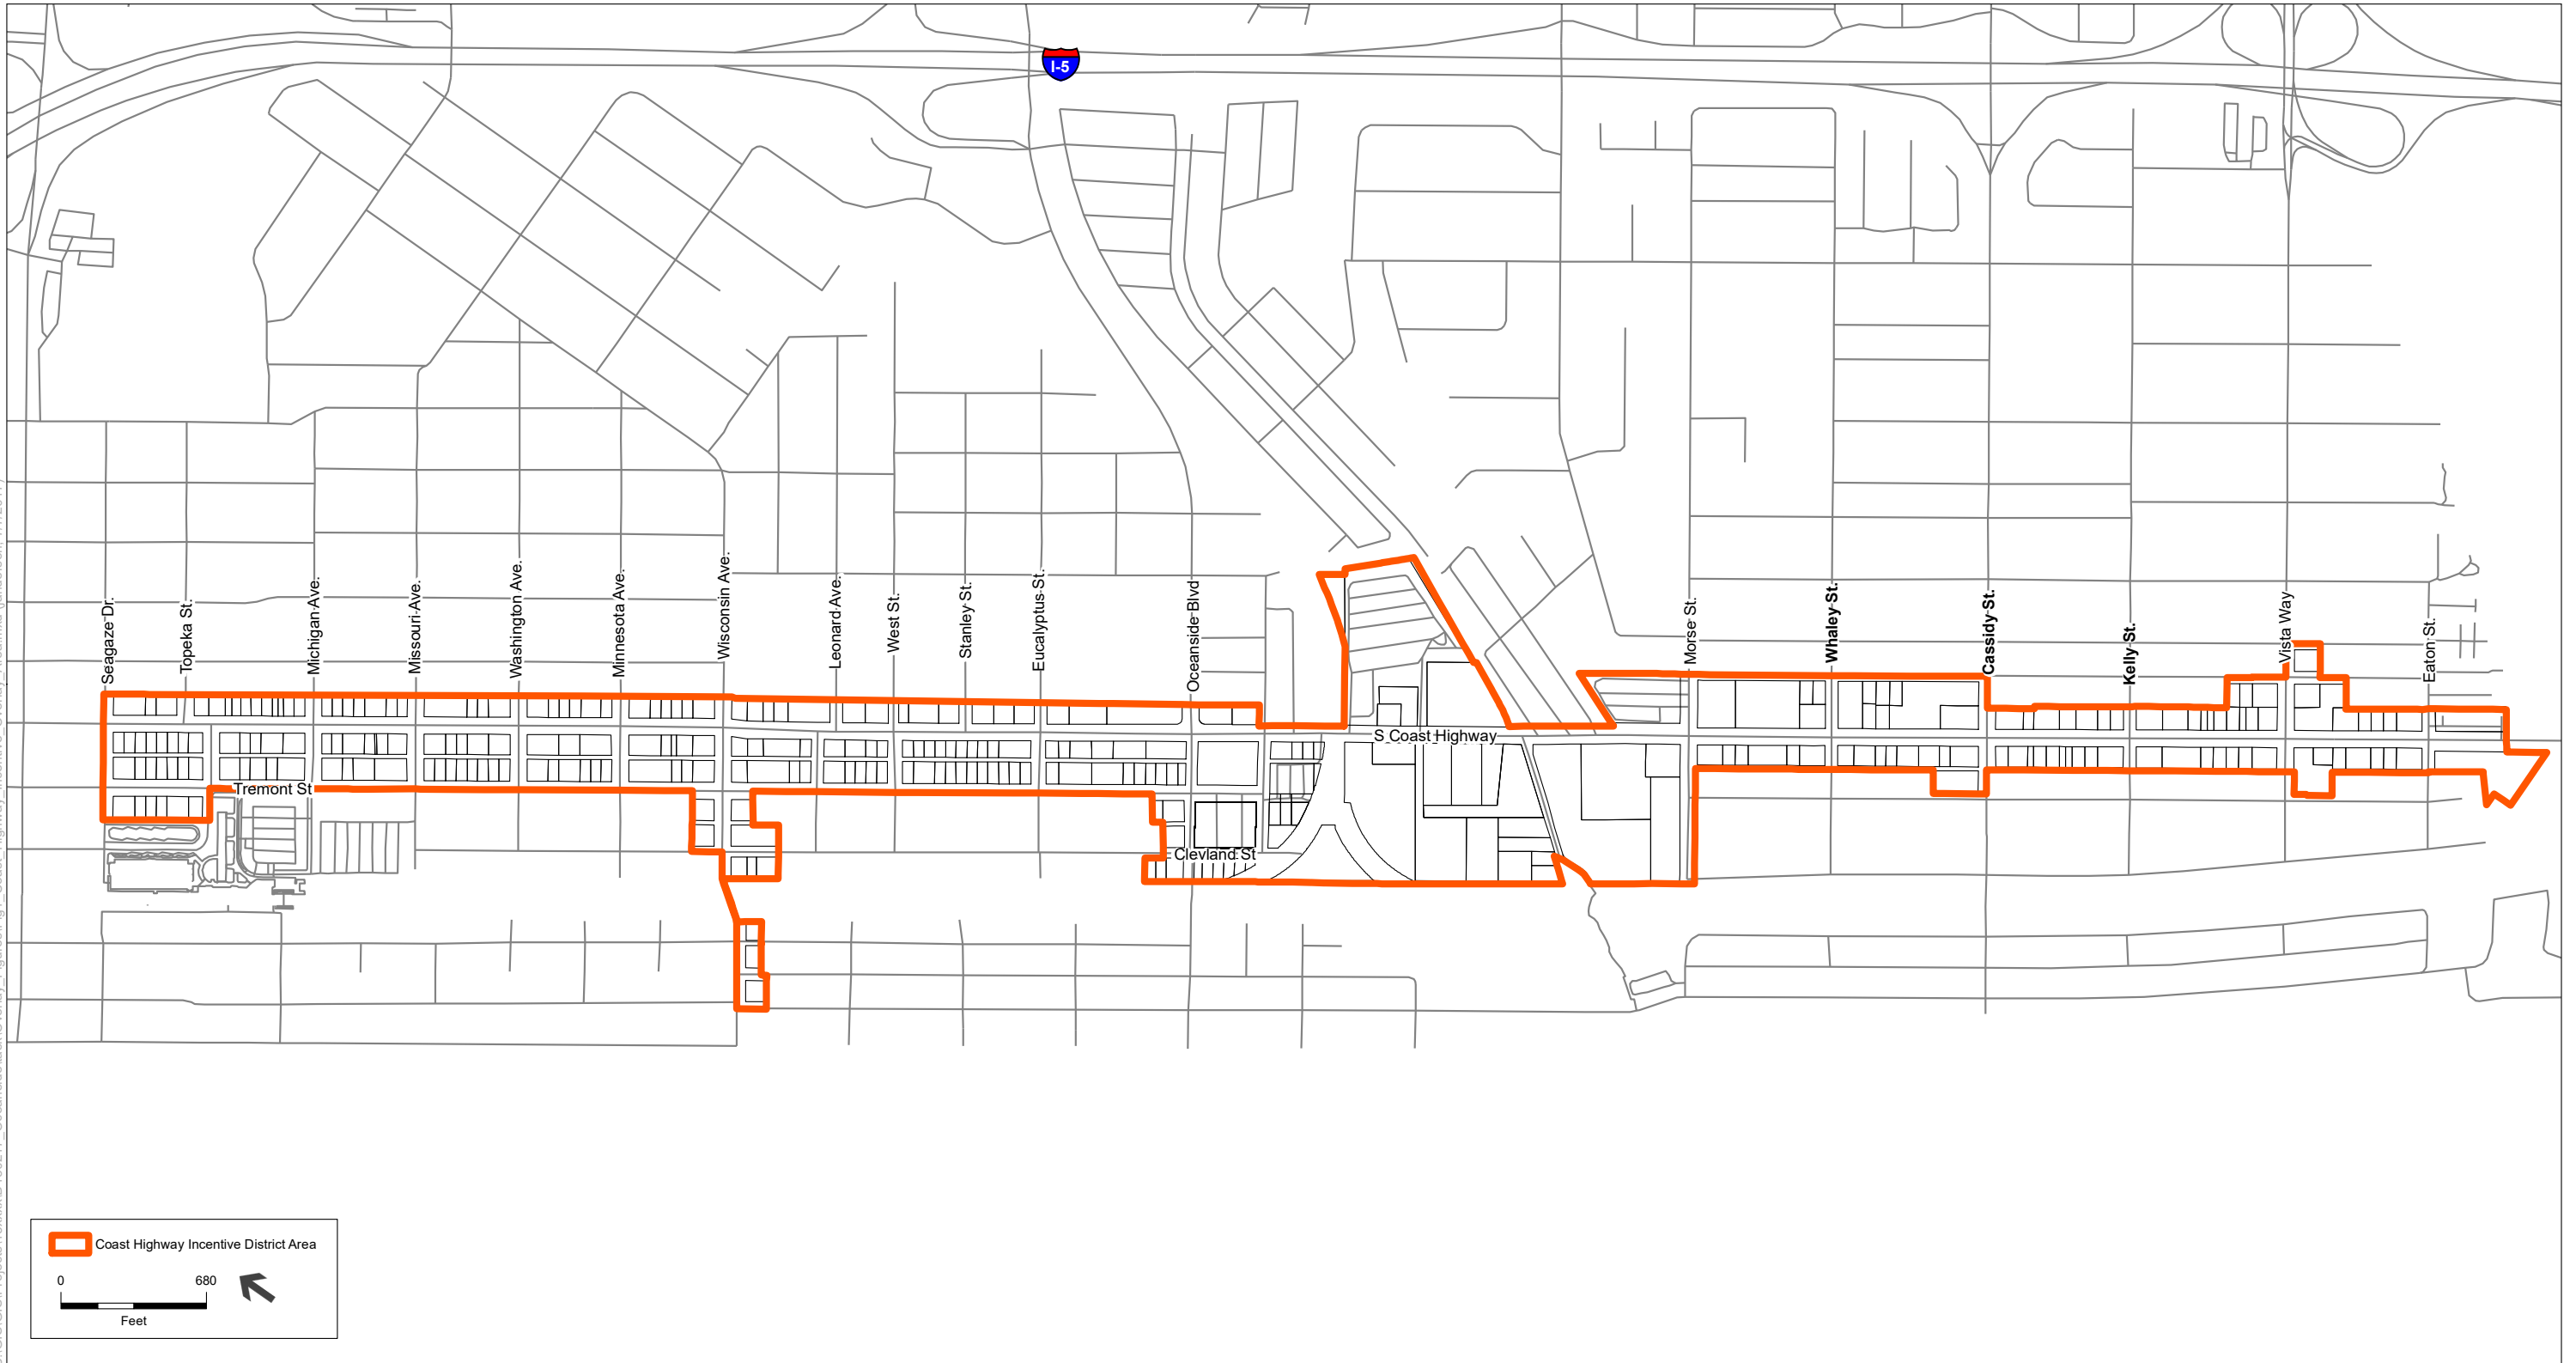 I-5
Seagaze Dr.
Topeka St.
Michigan Ave.
Missouri Ave.
Washington Ave.
Minnesota Ave.
Wisconsin Ave.
Leonard Ave.
West St.
Stanley St.
Eucalyptus St.
Oceanside Blvd
Morse St.
Whaley St.
Cassidy St.
Kelly St.
Vista Way
Eaton St.
S Coast Highway
Tremont St
Clevland St
Coast Highway Incentive District Area
0 680
Feet